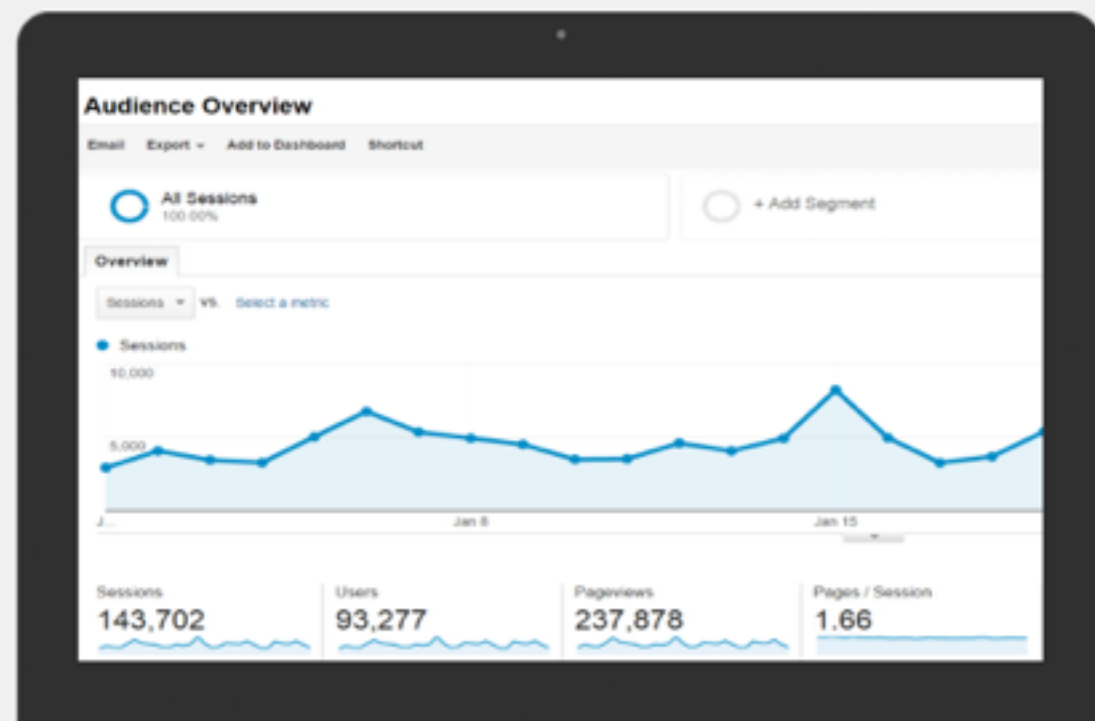 Audience Overview
Email Export Add to Dashboard Shortcut
All Sessions
100.00%
+ Add Segment
Overview
Sessions VS. Select a metric
Sessions
10,000
5,000
J... Jan 8 Jan 15
Sessions Users Pageviews Pages / Session
143,702 93,277 237,878 1.66